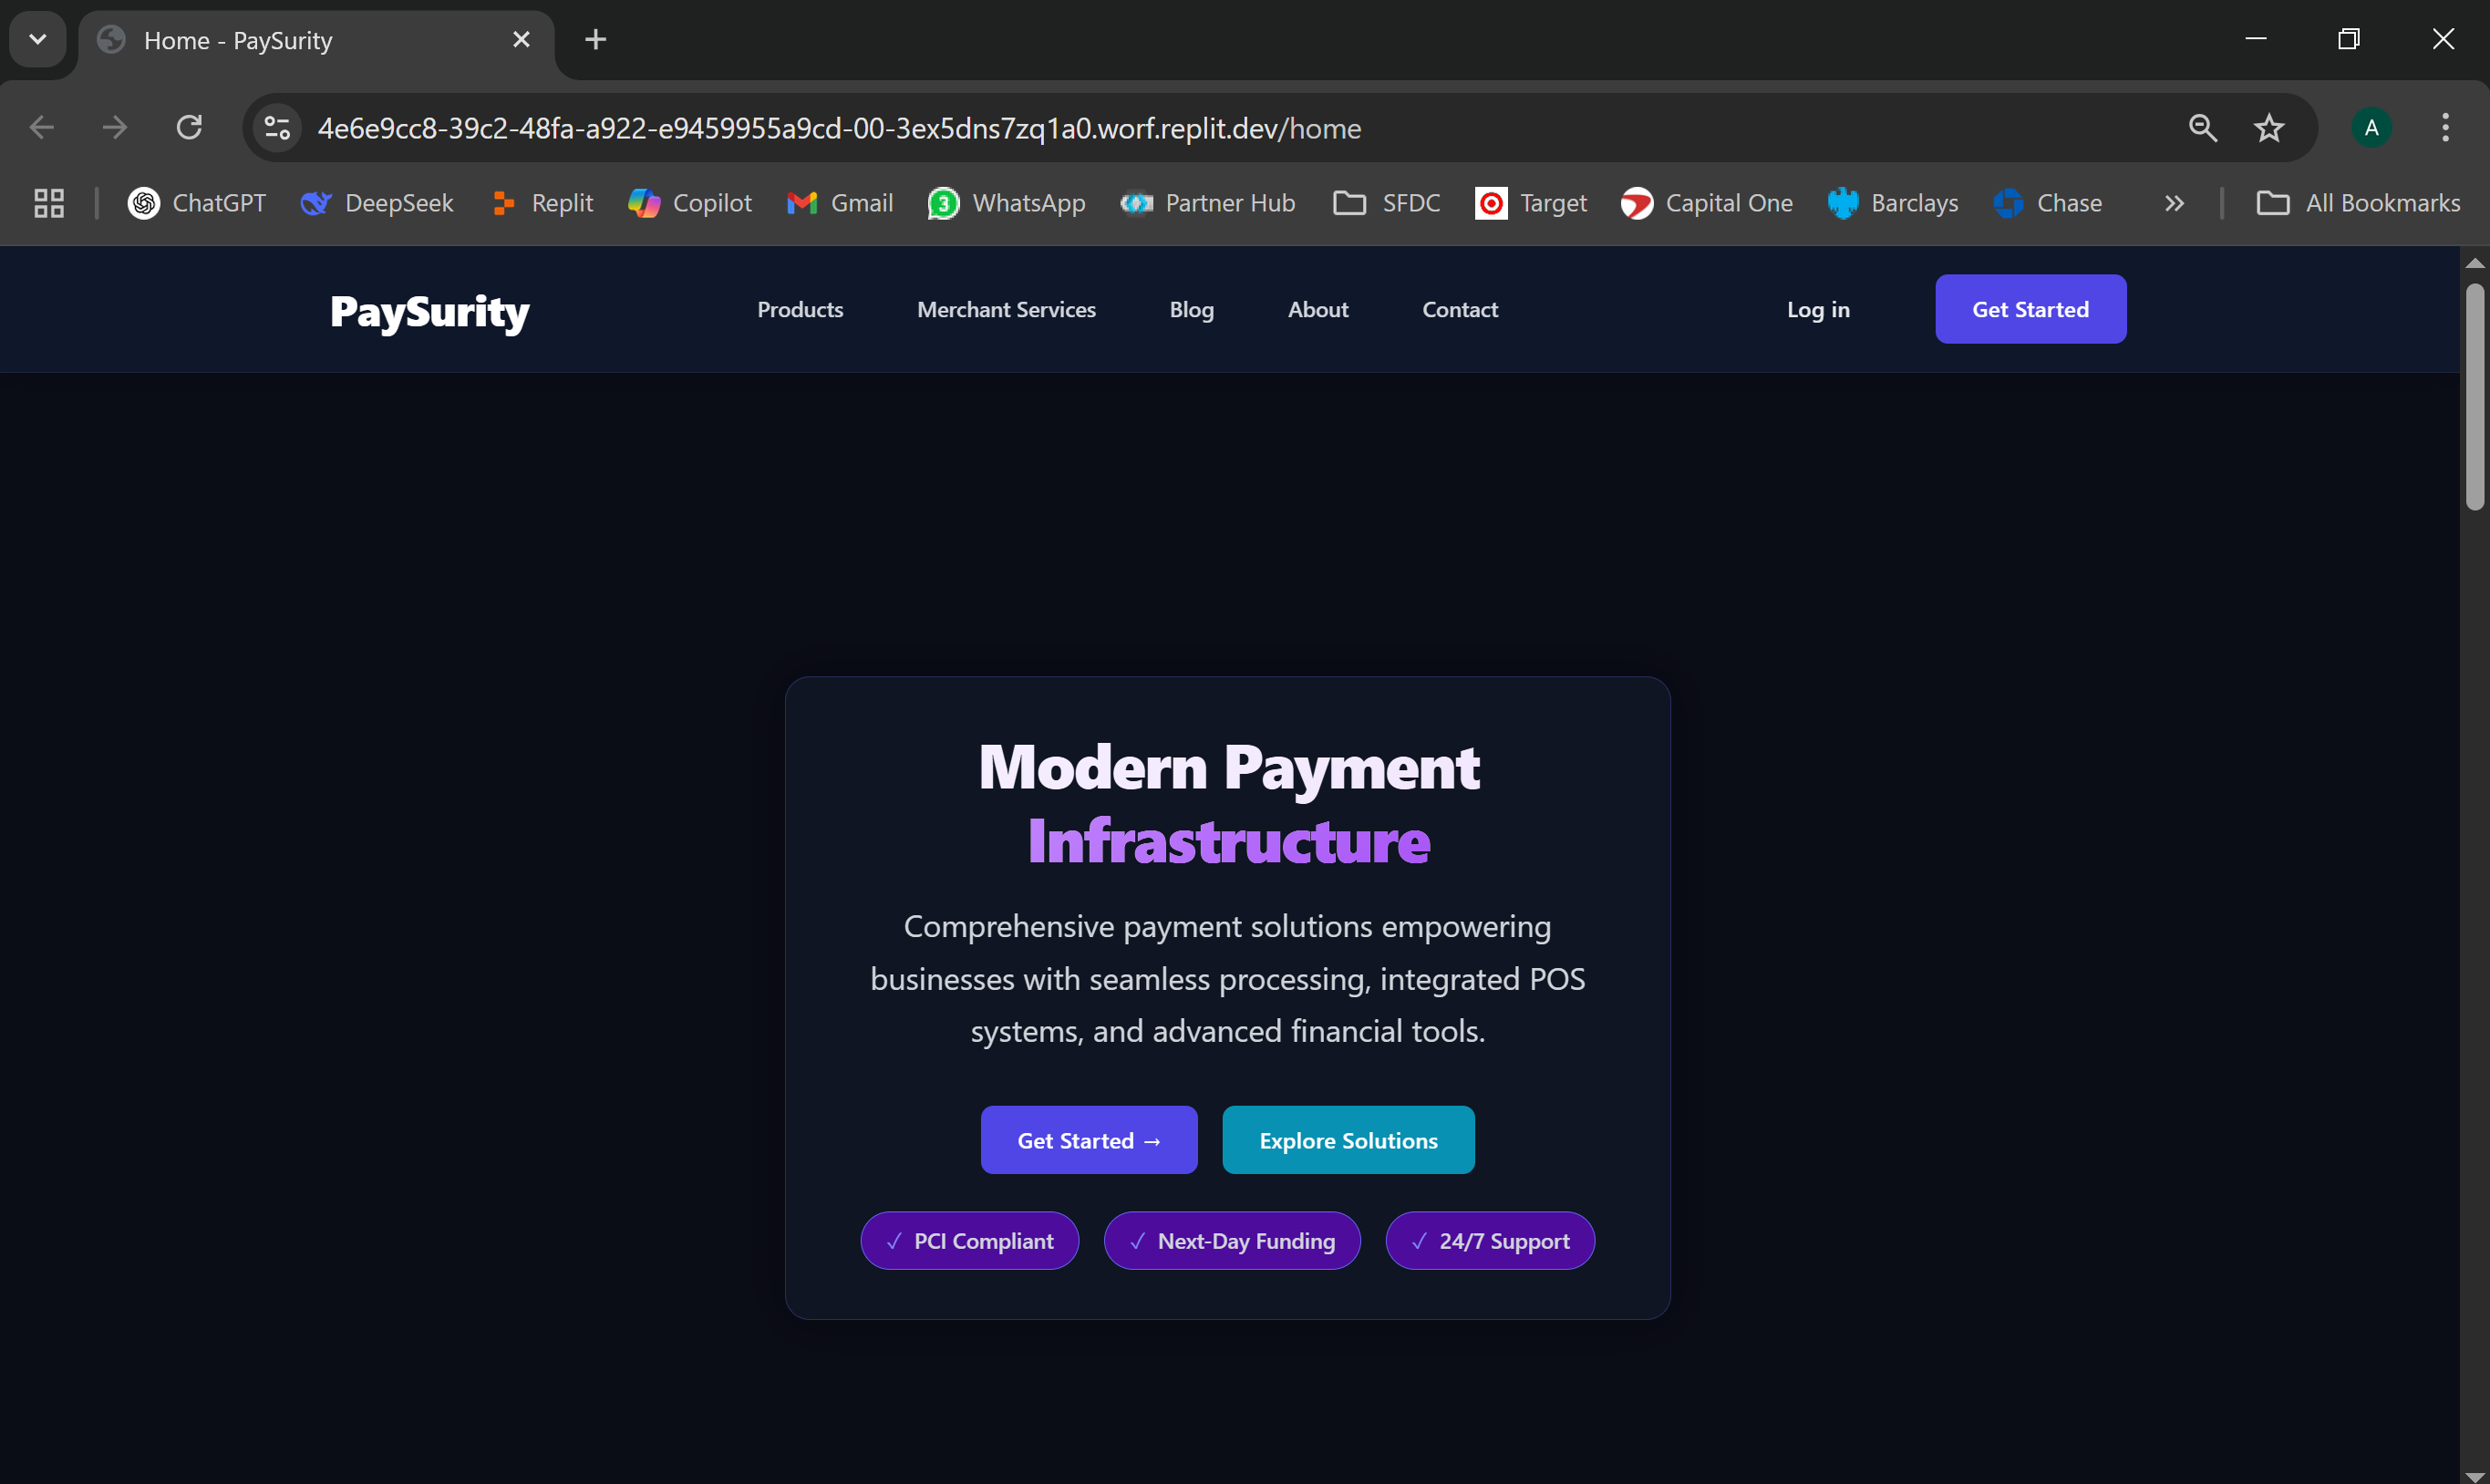 Home - PaySurity
4e6e9cc8-39c2-48fa-a922-e9459955a9cd-00-3ex5dns7zq1a0.worf.replit.dev/home
A
ChatGPT DeepSeek Replit Copilot Gmail 3 WhatsApp Partner Hub SFDC Target Capital One Barclays Chase All Bookmarks
PaySurity Products Merchant Services Blog About Contact Log in Get Started
Modern Payment
Infrastructure
Comprehensive payment solutions empowering
businesses with seamless processing, integrated POS
systems, and advanced financial tools.
Get Started → Explore Solutions
✓ PCI Compliant ✓ Next-Day Funding ✓ 24/7 Support